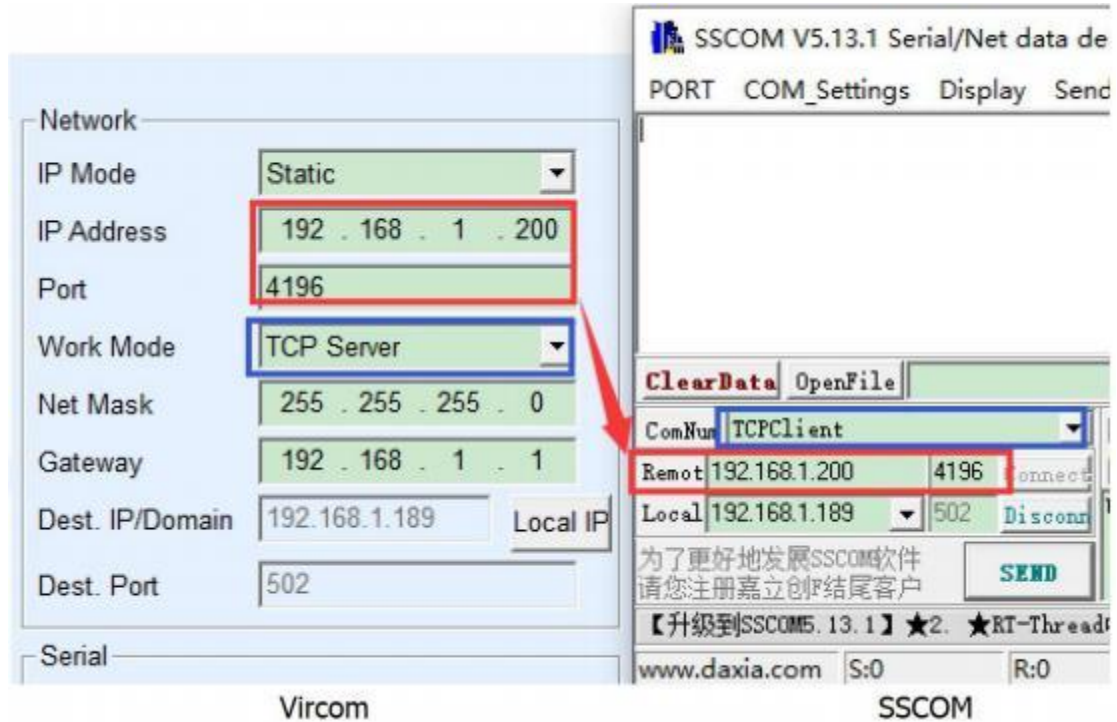 Network
IP Mode Static
IP Address 192 . 168 . 1 . 200
Port 4196
Work Mode TCP Server
Net Mask 255 . 255 . 255 . 0
Gateway 192 . 168 . 1 . 1
Dest. IP/Domain 192.168.1.189 Local IP
Dest. Port 502
Serial
Vircom
SSCOM V5.13.1 Serial/Net data de
PORT COM_Settings Display Send
ClearData OpenFile
ComNum TCPClient
Remot 192.168.1.200 4196 Connect
Local 192.168.1.189 502 Disconn
为了更好地发展SSCOM软件
请您注册嘉立创F结尾客户
SEND
【升级到SSCOM5.13.1】★2. ★RT-Thread
www.daxia.com S:0 R:0
SSCOM